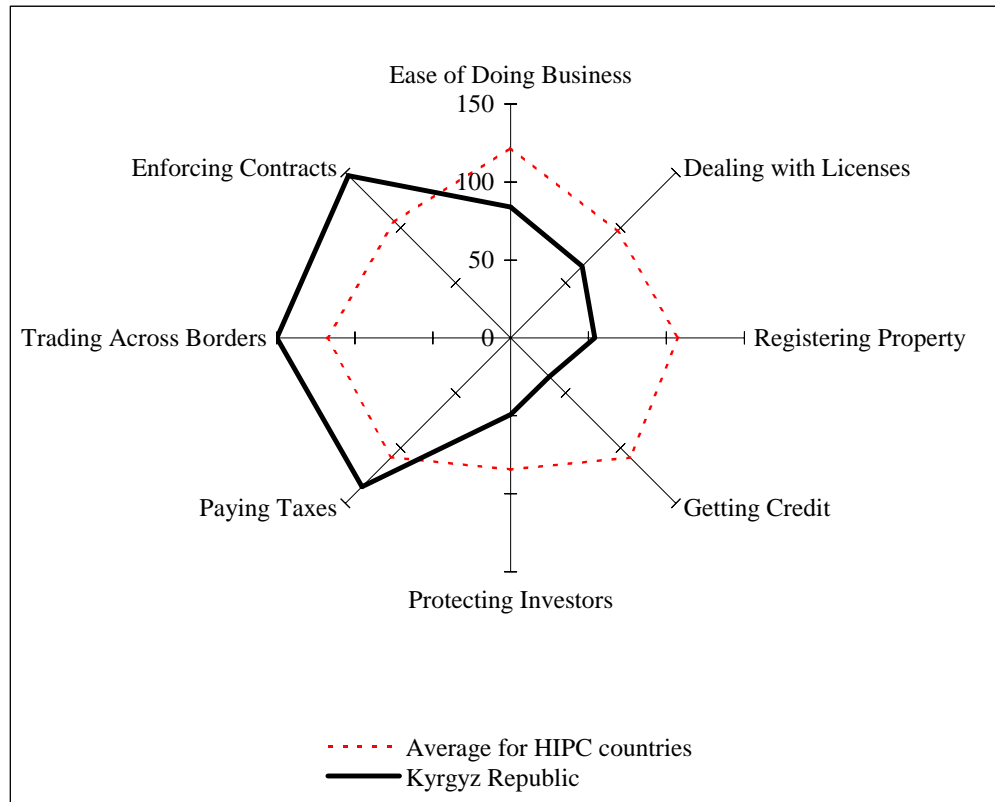 Ease of Doing Business
150
Enforcing Contracts
Dealing with Licenses
100
50
Trading Across Borders
0
Registering Property
Paying Taxes
Getting Credit
Protecting Investors
Average for HIPC countries
Kyrgyz Republic